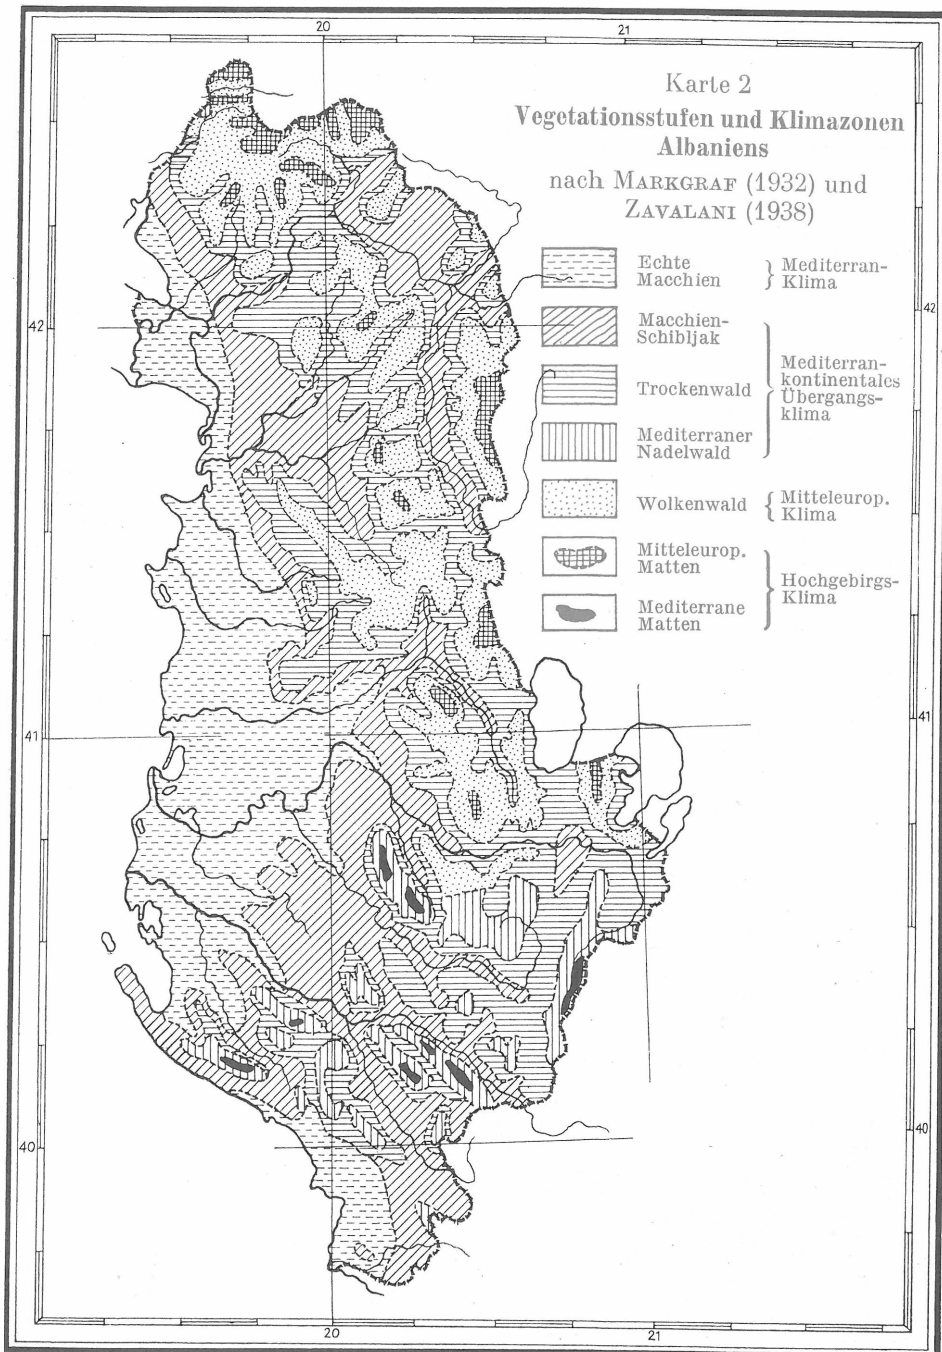 20
21
Karte 2
Vegetationsstufen und Klimazonen
Albaniens
nach MARKGRAF (1932) und
ZAVALANI (1938)
Echte
Macchien
} Mediterran-
Klima
Macchien-
Schibljak
Trockenwald
Mediterraner
Nadelwald
Mediterran-
kontinentales
Übergangs-
klima
Wolkenwald
{ Mitteleurop.
Klima
Mitteleurop.
Matten
Mediterrane
Matten
Hochgebirgs-
Klima
42
42
41
41
40
40
20
21